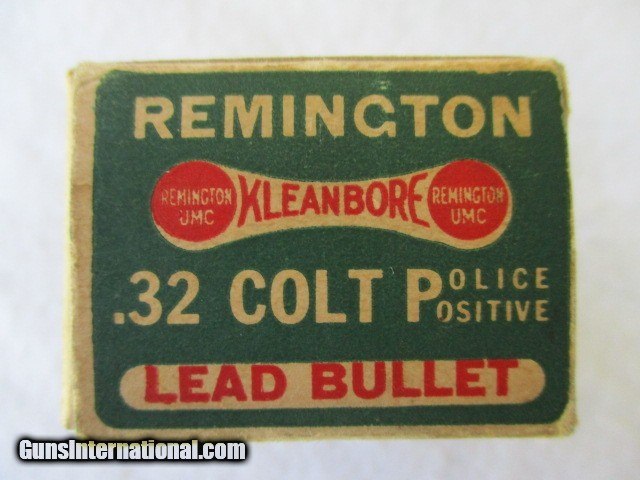 REMINGTON
REMINGTON UMC KLEANBORE REMINGTON UMC
.32 COLT POLICE POSITIVE
LEAD BULLET
GunsInternational.com